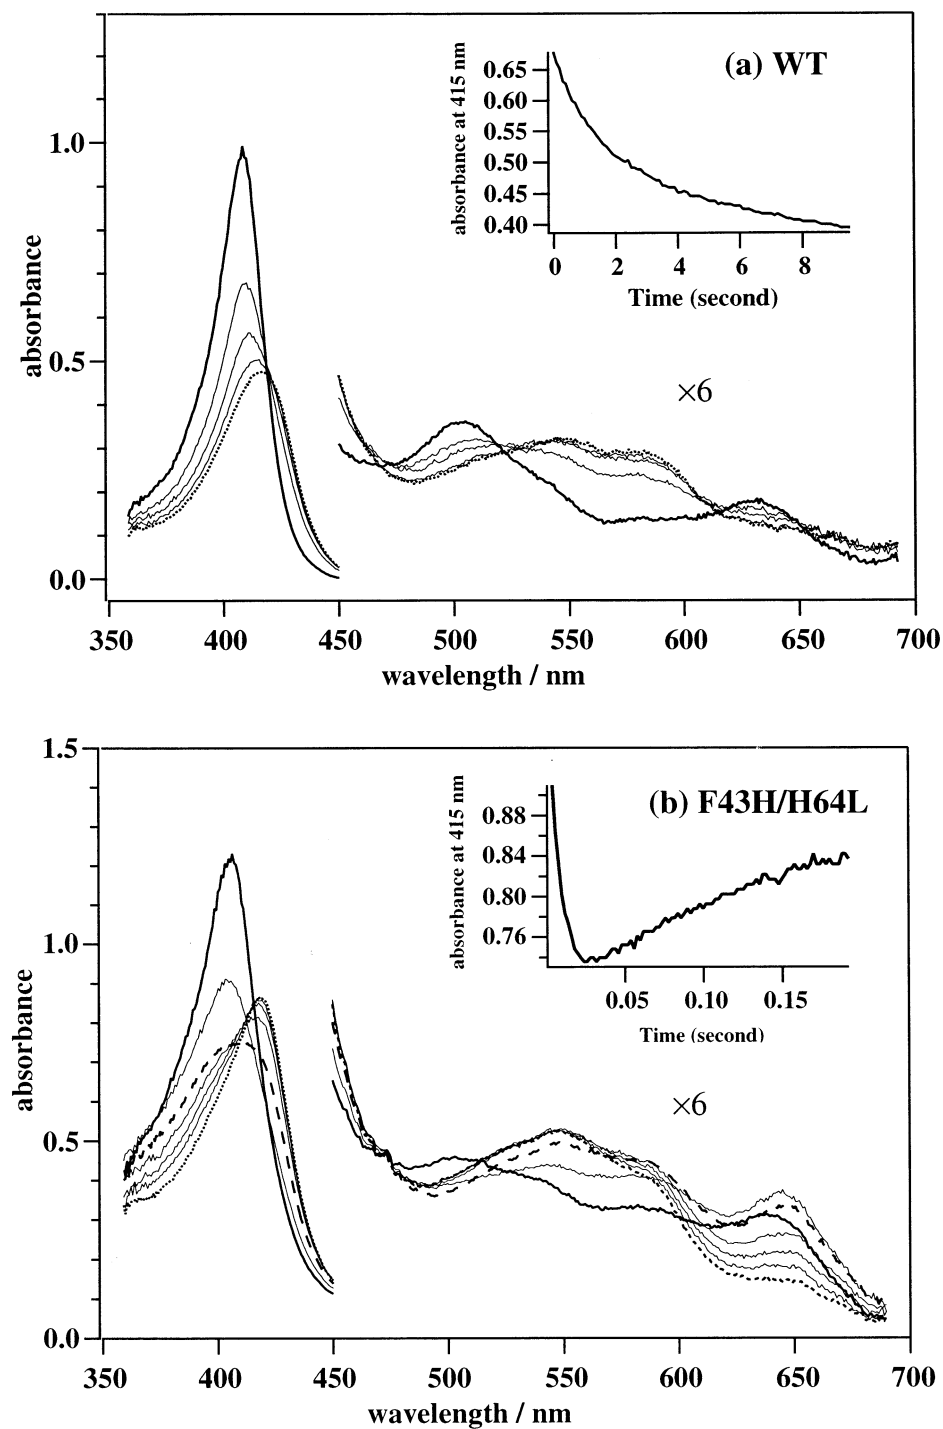 (a) WT
absorbance at 415 nm
0.65
0.60
0.55
0.50
0.45
0.40
0 2 4 6 8
Time (second)
absorbance
1.0
0.5
0.0
×6
350 400 450 500 550 600 650 700
wavelength / nm
(b) F43H/H64L
absorbance at 415 nm
0.88
0.84
0.80
0.76
0.05 0.10 0.15
Time (second)
absorbance
1.5
1.0
0.5
0.0
×6
350 400 450 500 550 600 650 700
wavelength / nm